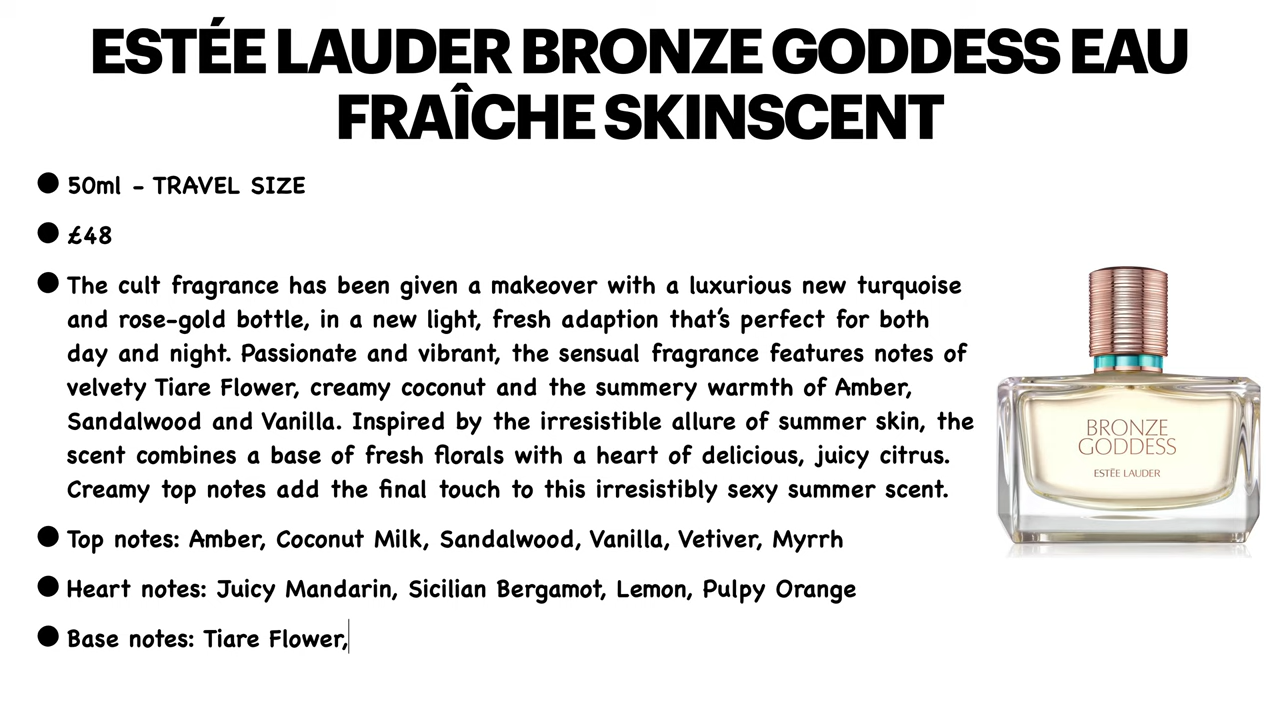 ESTÉE LAUDER BRONZE GODDESS EAU
FRAÎCHE SKINSCENT
● 50ml - TRAVEL SIZE
● £48
● The cult fragrance has been given a makeover with a luxurious new turquoise
and rose-gold bottle, in a new light, fresh adaption that's perfect for both
day and night. Passionate and vibrant, the sensual fragrance features notes of
velvety Tiare Flower, creamy coconut and the summery warmth of Amber,
Sandalwood and Vanilla. Inspired by the irresistible allure of summer skin, the
scent combines a base of fresh florals with a heart of delicious, juicy citrus.
Creamy top notes add the final touch to this irresistibly sexy summer scent.
● Top notes: Amber, Coconut Milk, Sandalwood, Vanilla, Vetiver, Myrrh
● Heart notes: Juicy Mandarin, Sicilian Bergamot, Lemon, Pulpy Orange
● Base notes: Tiare Flower,
BRONZE
GODDESS
ESTĒE LAUDER